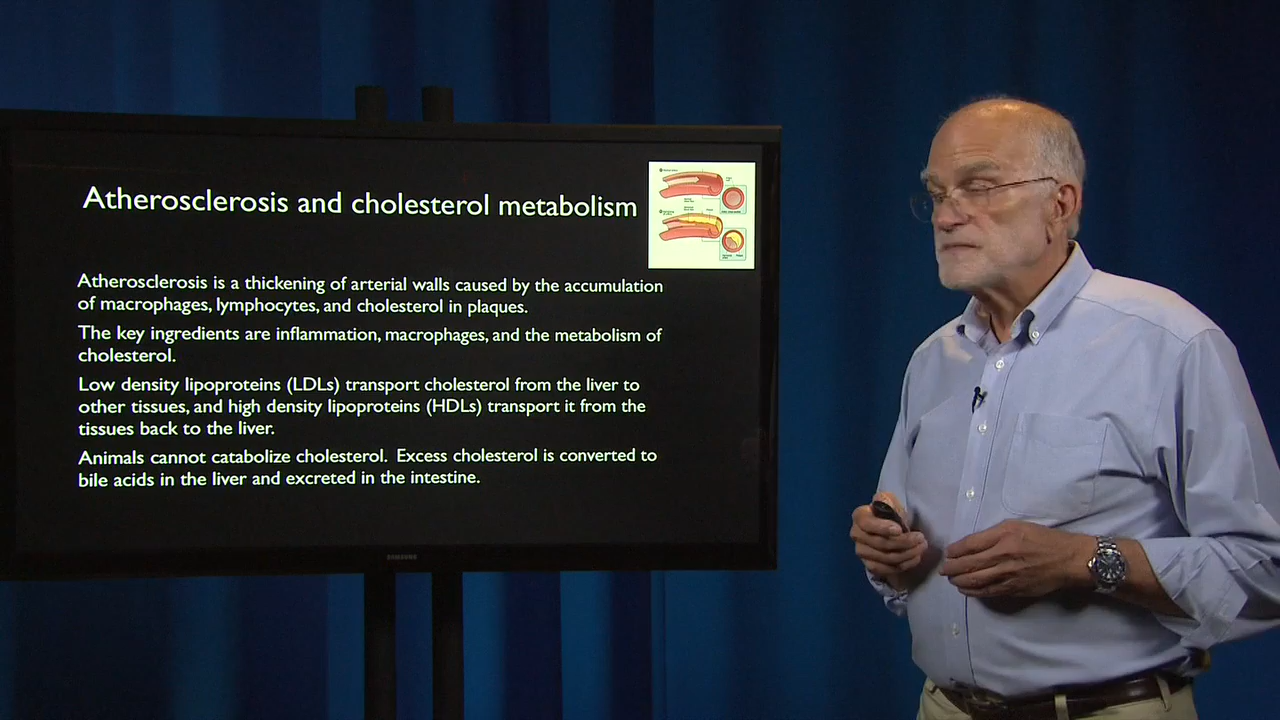 Atherosclerosis and cholesterol metabolism
Atherosclerosis is a thickening of arterial walls caused by the accumulation
of macrophages, lymphocytes, and cholesterol in plaques.
The key ingredients are inflammation, macrophages, and the metabolism of
cholesterol.
Low density lipoproteins (LDLs) transport cholesterol from the liver to
other tissues, and high density lipoproteins (HDLs) transport it from the
tissues back to the liver.
Animals cannot catabolize cholesterol. Excess cholesterol is converted to
bile acids in the liver and excreted in the intestine.
SAMSUNG